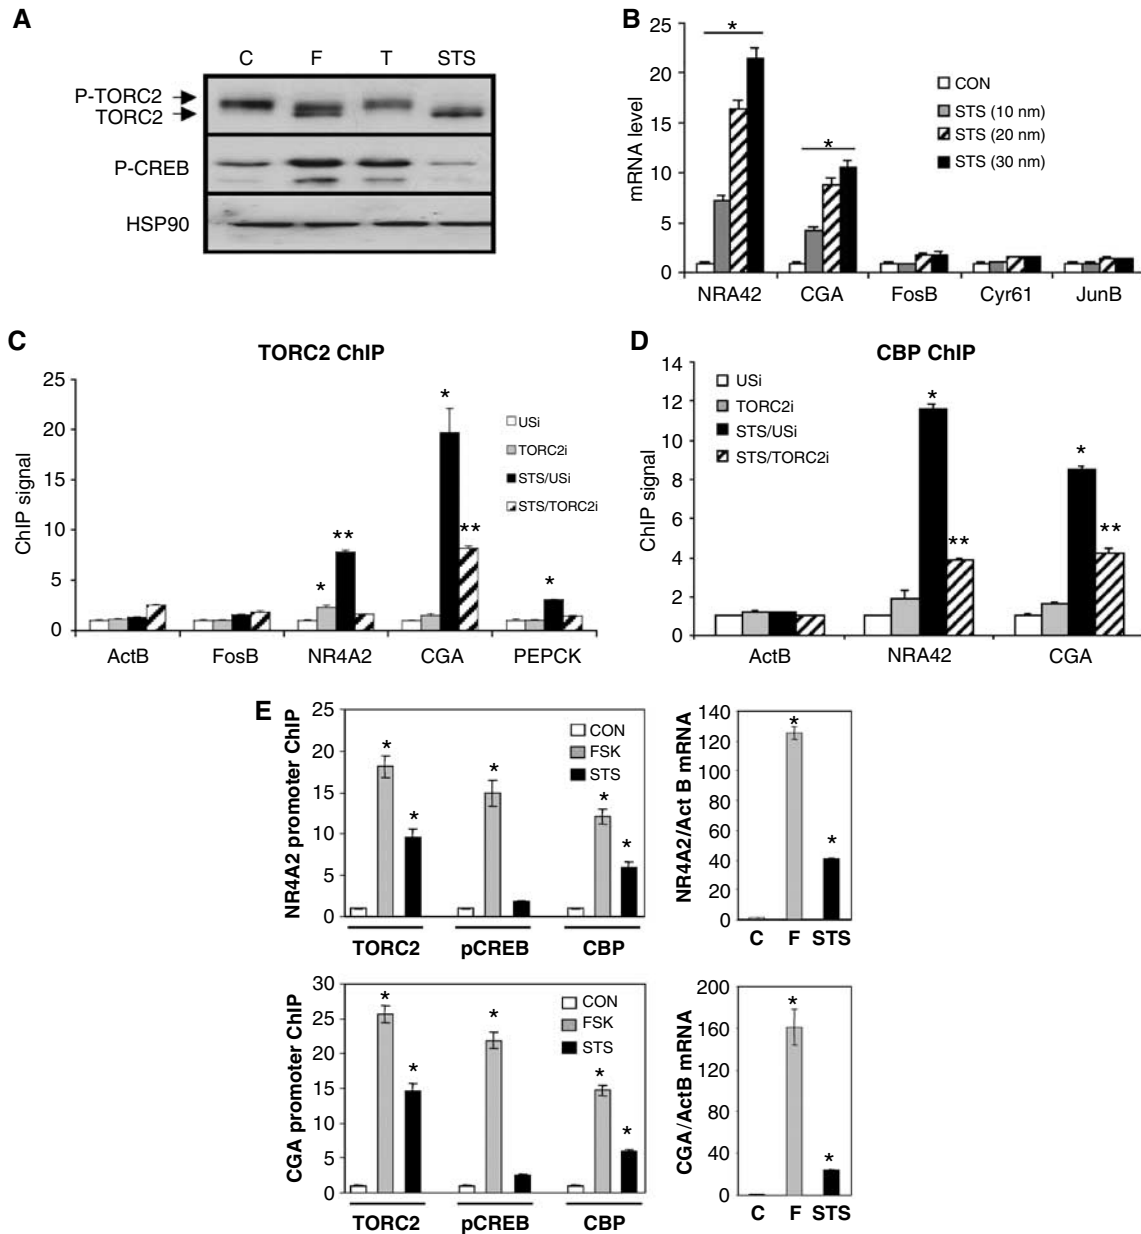 A
C F T STS
P-TORC2
TORC2
P-CREB
HSP90
B
mRNA level
25
20
15
10
5
0
*
*
CON
STS (10 nm)
STS (20 nm)
STS (30 nm)
NRA42 CGA FosB Cyr61 JunB
C
TORC2 ChIP
ChIP signal
25
20
15
10
5
0
USi
TORC2i
STS/USi
STS/TORC2i
* ** * ** *
ActB FosB NR4A2 CGA PEPCK
D
CBP ChIP
ChIP signal
14
12
10
8
6
4
2
0
USi
TORC2i
STS/USi
STS/TORC2i
* ** * **
ActB NRA42 CGA
E
NR4A2 promoter ChIP
25
20
15
10
5
0
CON
FSK
STS
* * * * *
TORC2 pCREB CBP
NR4A2/Act B mRNA
140
120
100
80
60
40
20
0
* *
C F STS
CGA promoter ChIP
30
25
20
15
10
5
0
CON
FSK
STS
* * * * *
TORC2 pCREB CBP
CGA/ActB mRNA
200
160
120
80
40
0
* *
C F STS